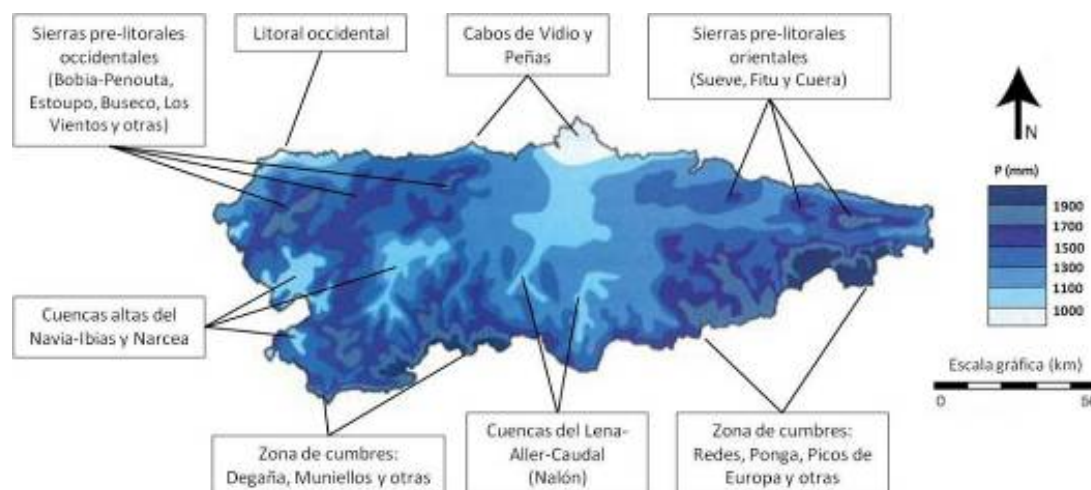 Sierras pre-litorales
occidentales
(Bobia-Penouta,
Estoupo, Buseco, Los
Vientos y otras)
Litoral occidental
Cabos de Vidio y
Peñas
Sierras pre-litorales
orientales
(Sueve, Fitu y Cuera)
N
P (mm)
1900
1700
1500
1300
1100
1000
Escala gráfica (km)
0
50
Cuencas altas del
Navia-Ibias y Narcea
Zona de cumbres:
Degaña, Muniellos y otras
Cuencas del Lena-
Aller-Caudal
(Nalón)
Zona de cumbres:
Redes, Ponga, Picos de
Europa y otras